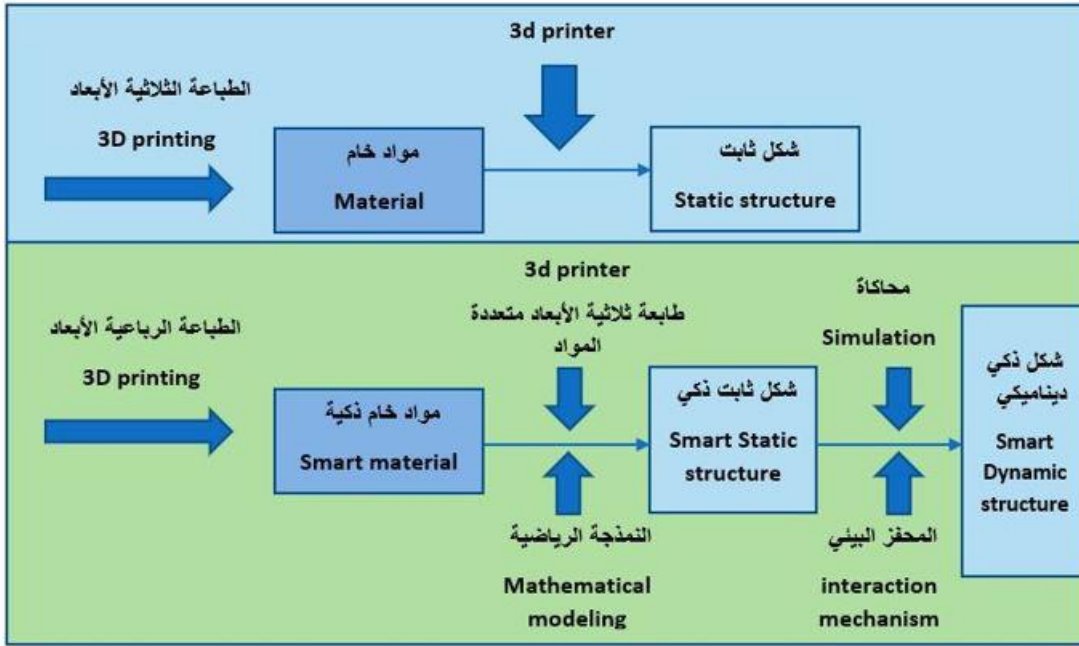 3d printer
الطباعة الثلاثية الأبعاد
3D printing
مواد خام
Material
شكل ثابت
Static structure
3d printer
طابعة ثلاثية الأبعاد متعددة
المواد
محاكاة
Simulation
الطباعة الرباعية الأبعاد
3D printing
مواد خام ذكية
Smart material
شكل ثابت ذكي
Smart Static
structure
شكل ذكي
ديناميكي
Smart
Dynamic
structure
النمذجة الرياضية
Mathematical
modeling
المحفز البيئي
interaction
mechanism